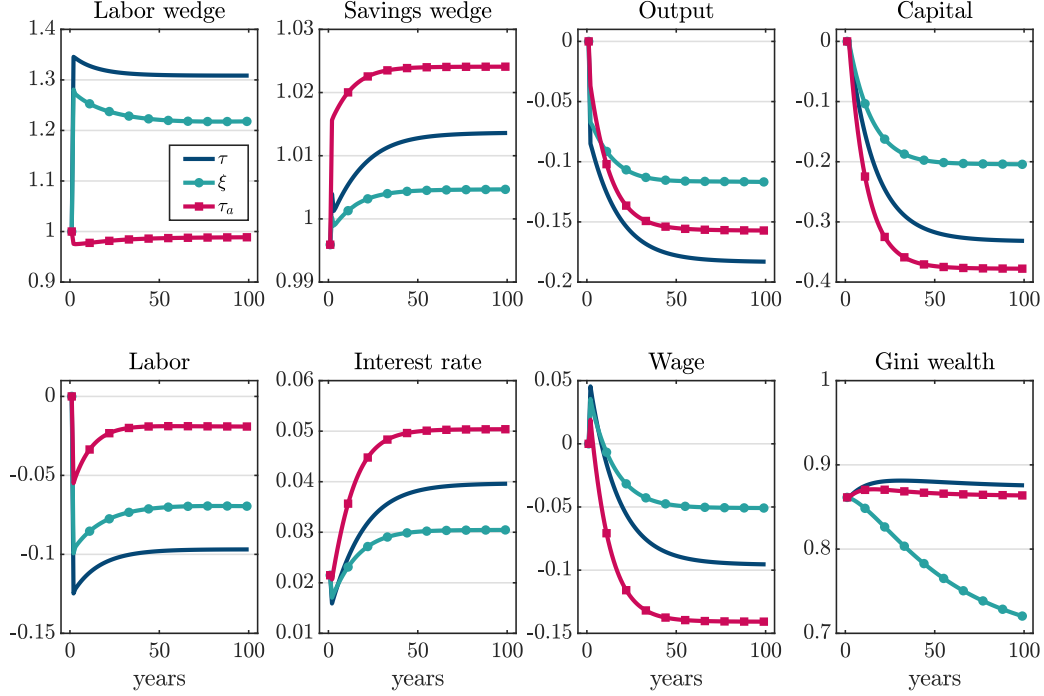 Labor wedge Savings wedge Output Capital
1.4 1.03 0 0
1.3 1.02 -0.05 -0.1
1.2 1.01 -0.1 -0.2
τ
ξ
τa
1 1 -0.15 -0.3
0.9 0.99 -0.2 -0.4
0 50 100 0 50 100 0 50 100 0 50 100
Labor Interest rate Wage Gini wealth
0 0.06 0.05 1
0.05 0 0.9
-0.05 0.04 -0.05 0.8
0.03
-0.1 0.02 -0.1
-0.15 0.01 -0.15 0.7
0 50 100 0 50 100 0 50 100 0 50 100
years years years years